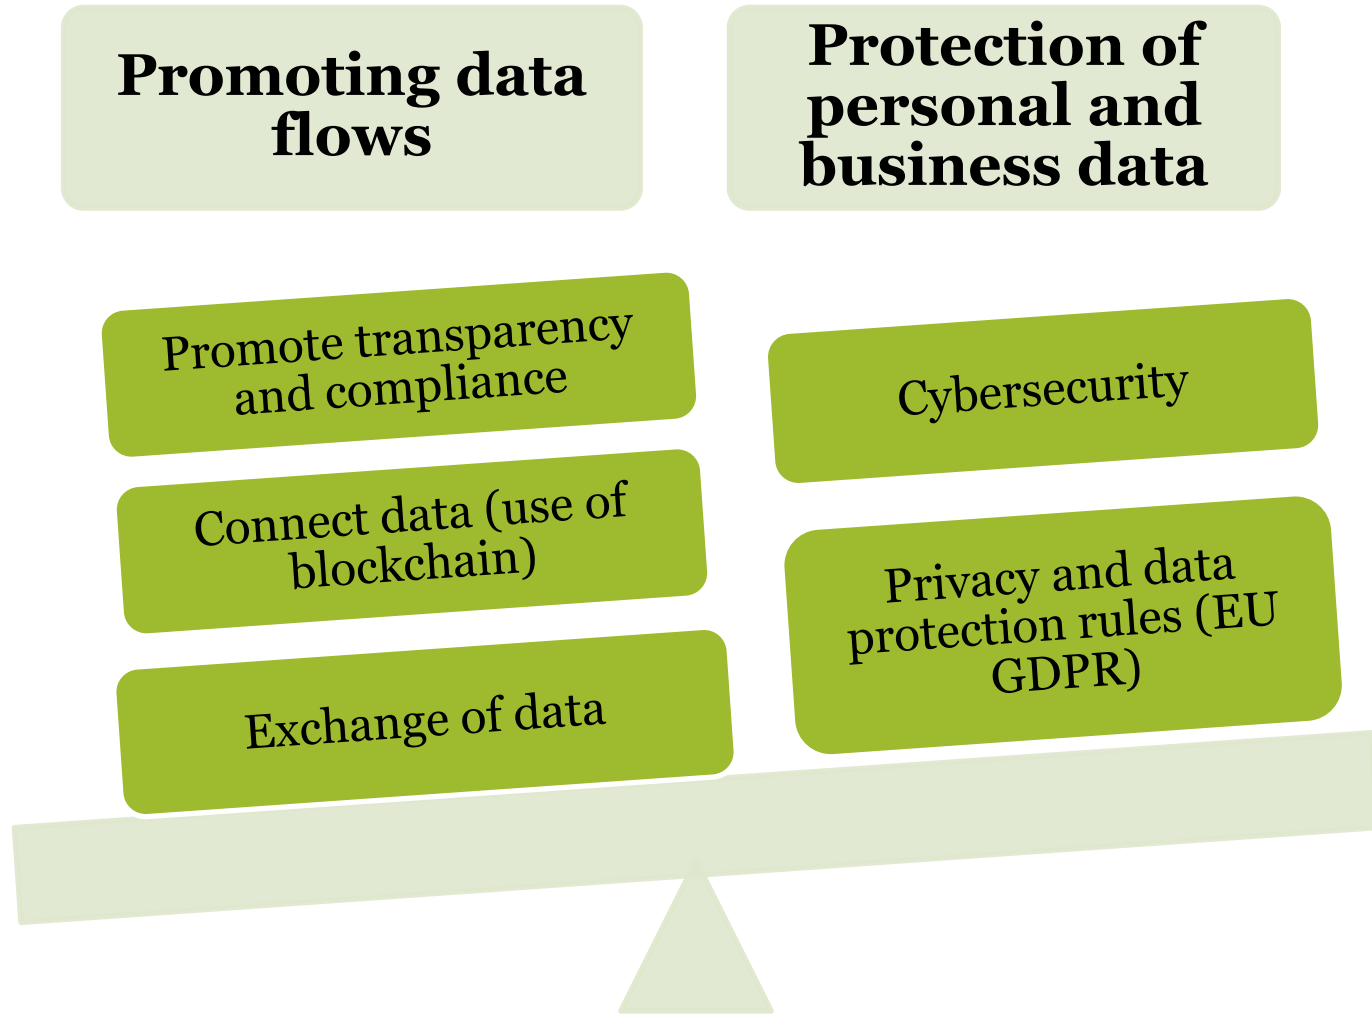 Promoting data
flows
Protection of
personal and
business data
Promote transparency
and compliance
Connect data (use of
blockchain)
Exchange of data
Cybersecurity
Privacy and data
protection rules (EU
GDPR)